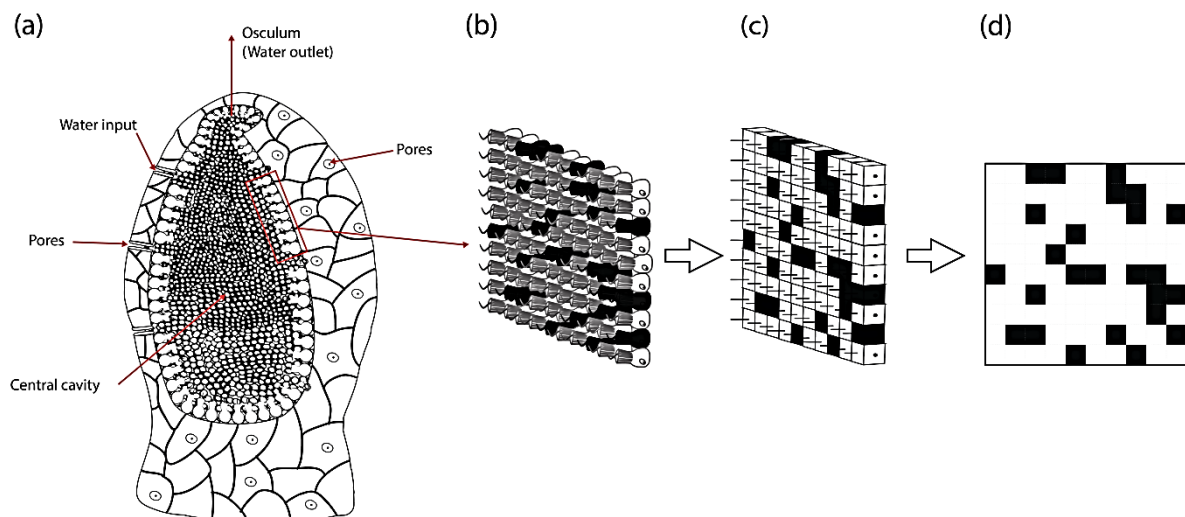 (a)
(b)
(c)
(d)
Osculum
(Water outlet)
Water input
Pores
Pores
Central cavity